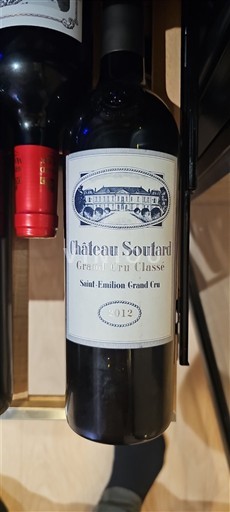 Château Soutard
Grand Cru Classé
Saint-Emilion Grand Cru
2012